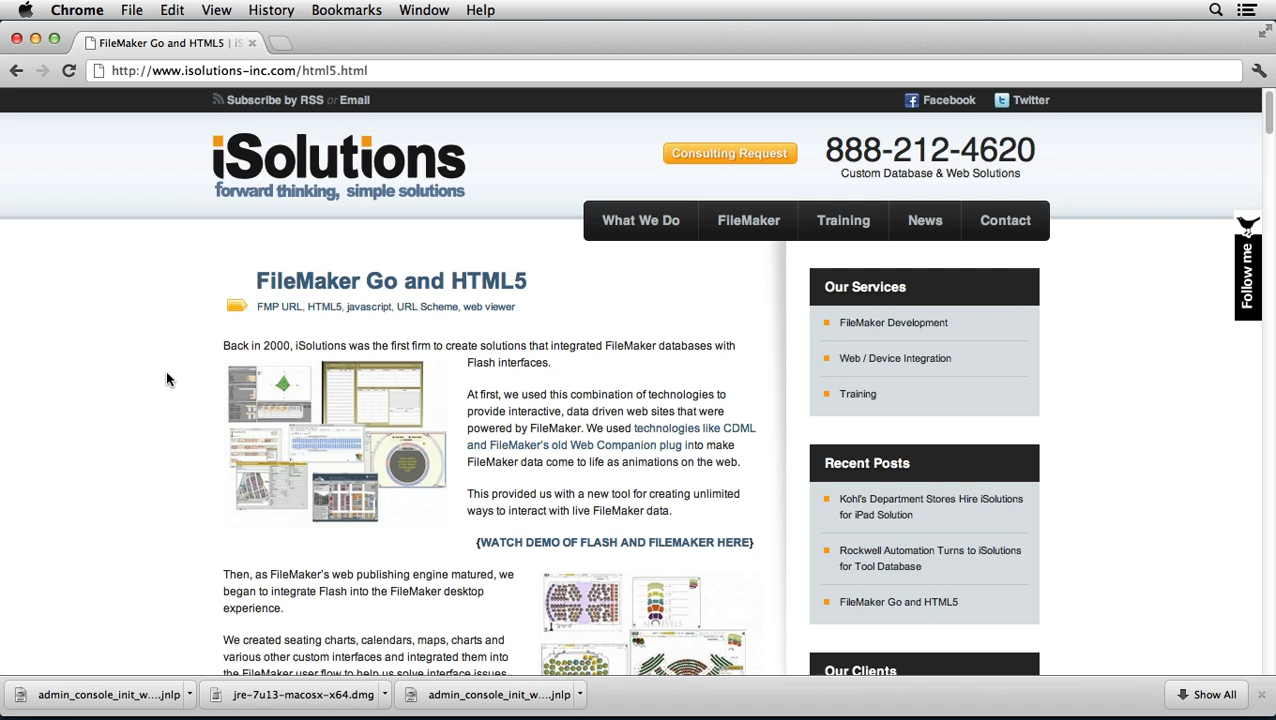 Chrome File Edit View History Bookmarks Window Help
FileMaker Go and HTML5 | iS
http://www.isolutions-inc.com/html5.html
Subscribe by RSS or Email
Facebook Twitter
iSolutions
forward thinking, simple solutions
Consulting Request
888-212-4620
Custom Database & Web Solutions
What We Do FileMaker Training News Contact
Follow me
FileMaker Go and HTML5
FMP URL, HTML5, javascript, URL Scheme, web viewer
Back in 2000, iSolutions was the first firm to create solutions that integrated FileMaker databases with
Flash interfaces.
At first, we used this combination of technologies to
provide interactive, data driven web sites that were
powered by FileMaker. We used technologies like CDML
and FileMaker's old Web Companion plug into make
FileMaker data come to life as animations on the web.
This provided us with a new tool for creating unlimited
ways to interact with live FileMaker data.
{WATCH DEMO OF FLASH AND FILEMAKER HERE}
Then, as FileMaker's web publishing engine matured, we
began to integrate Flash into the FileMaker desktop
experience.
We created seating charts, calendars, maps, charts and
various other custom interfaces and integrated them into
the FileMaker user flow to help us solve interface issues
Our Services
FileMaker Development
Web / Device Integration
Training
Recent Posts
Kohl's Department Stores Hire iSolutions
for iPad Solution
Rockwell Automation Turns to iSolutions
for Tool Database
FileMaker Go and HTML5
Our Clients
admin_console_init_w....jnlp jre-7u13-macosx-x64.dmg admin_console_init_w....jnlp Show All